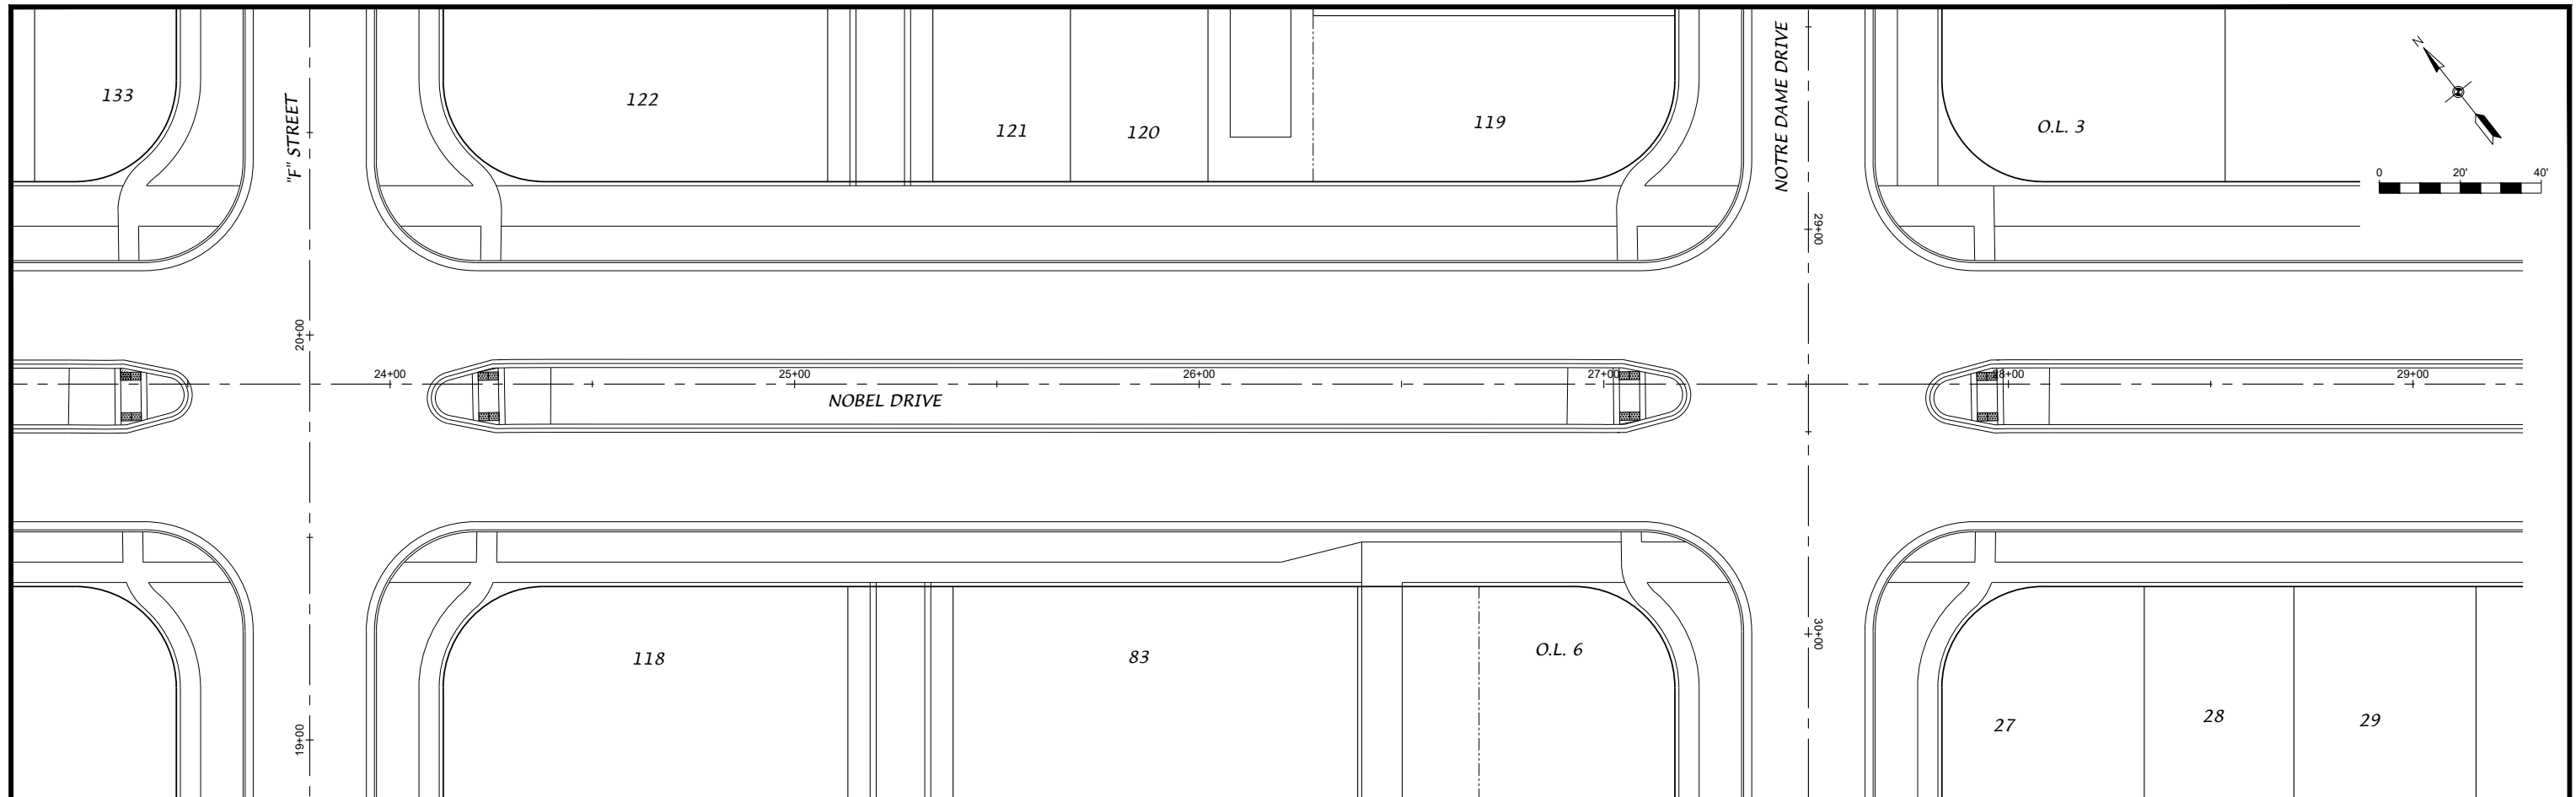 133
"F" STREET
122
121
120
119
NOTRE DAME DRIVE
O.L. 3
N
0 20' 40'
29+00
20+00
24+00
25+00
26+00
27+00
28+00
29+00
NOBEL DRIVE
118
83
O.L. 6
30+00
27
28
29
19+00